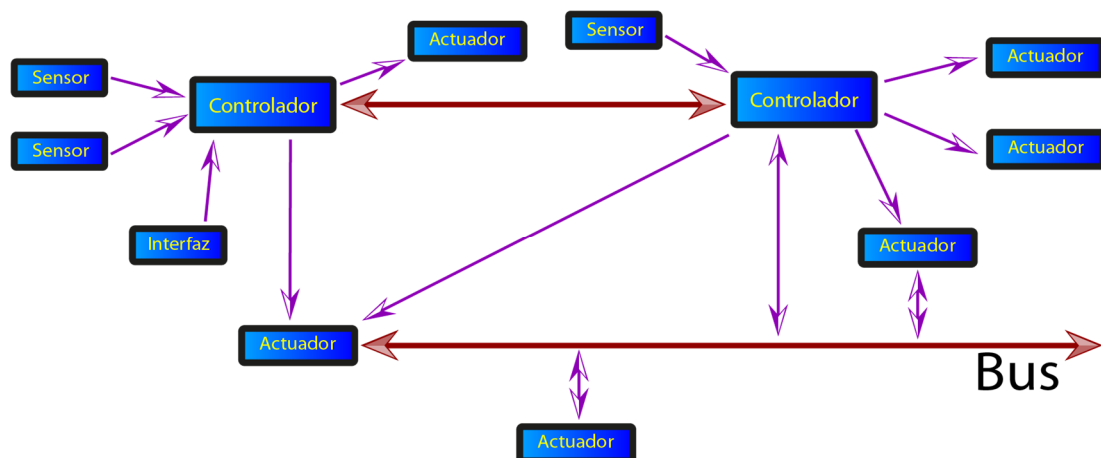 Sensor
Actuador
Sensor
Actuador
Sensor
Controlador
Controlador
Actuador
Interfaz
Actuador
Actuador
Bus
Actuador